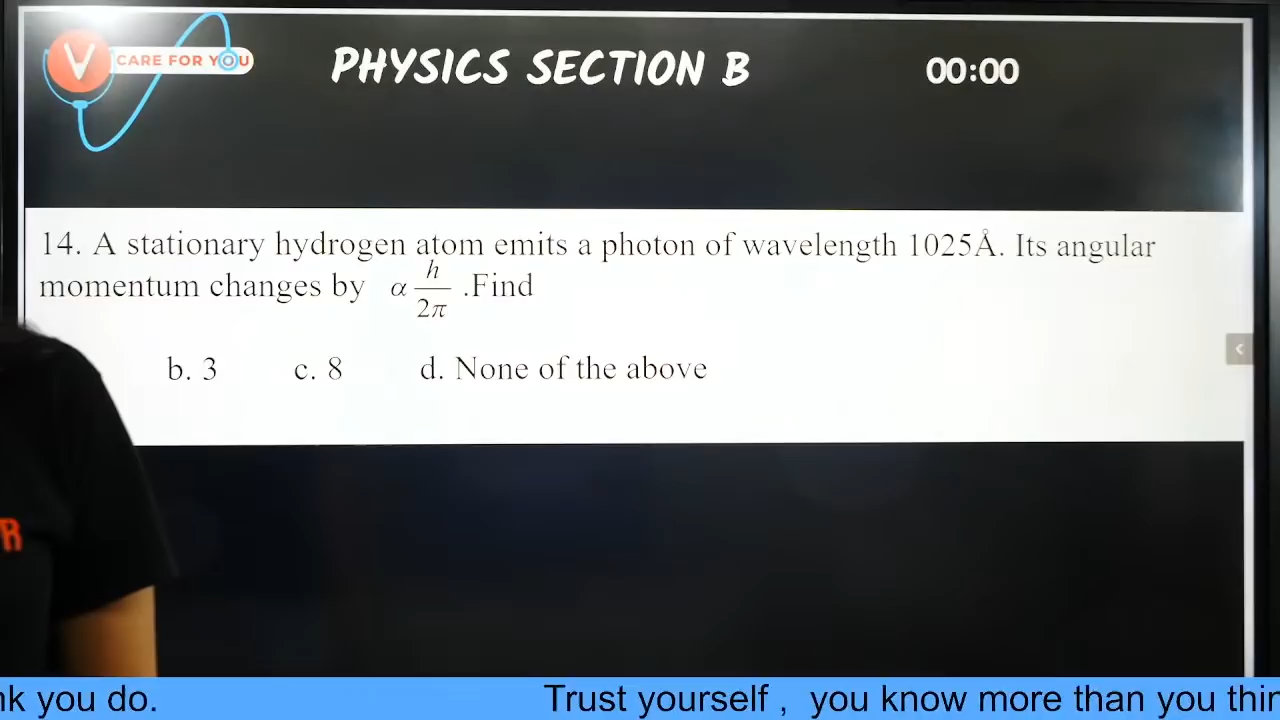 V
CARE FOR YOU
PHYSICS SECTION B
00:00
14. A stationary hydrogen atom emits a photon of wavelength 1025Å. Its angular
momentum changes by α h/2π .Find
b. 3 c. 8 d. None of the above
R
nk you do. Trust yourself , you know more than you thin